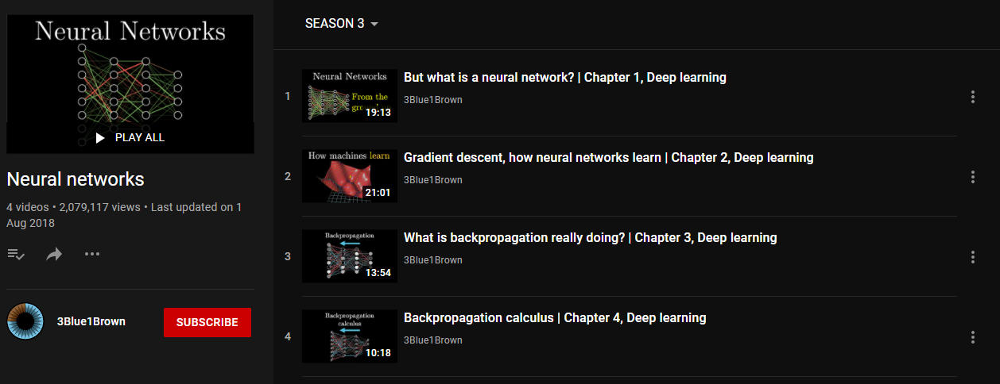 Neural Networks
PLAY ALL
Neural networks
4 videos • 2,079,117 views • Last updated on 1
Aug 2018
3Blue1Brown
SUBSCRIBE
SEASON 3
1
Neural Networks
From the
19:13
But what is a neural network? | Chapter 1, Deep learning
3Blue1Brown
2
How machines learn
21:01
Gradient descent, how neural networks learn | Chapter 2, Deep learning
3Blue1Brown
3
Backpropagation
13:54
What is backpropagation really doing? | Chapter 3, Deep learning
3Blue1Brown
4
Backpropagation
calculus
10:18
Backpropagation calculus | Chapter 4, Deep learning
3Blue1Brown